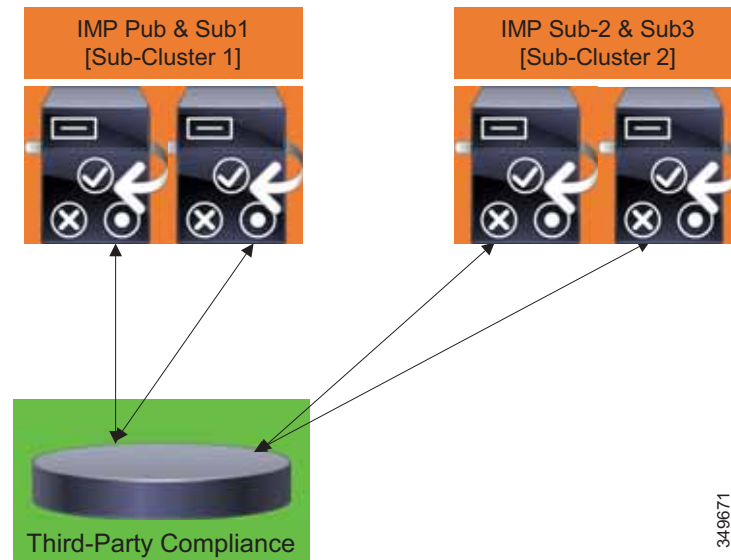 IMP Pub & Sub1
[Sub-Cluster 1]
IMP Sub-2 & Sub3
[Sub-Cluster 2]
Third-Party Compliance
349671